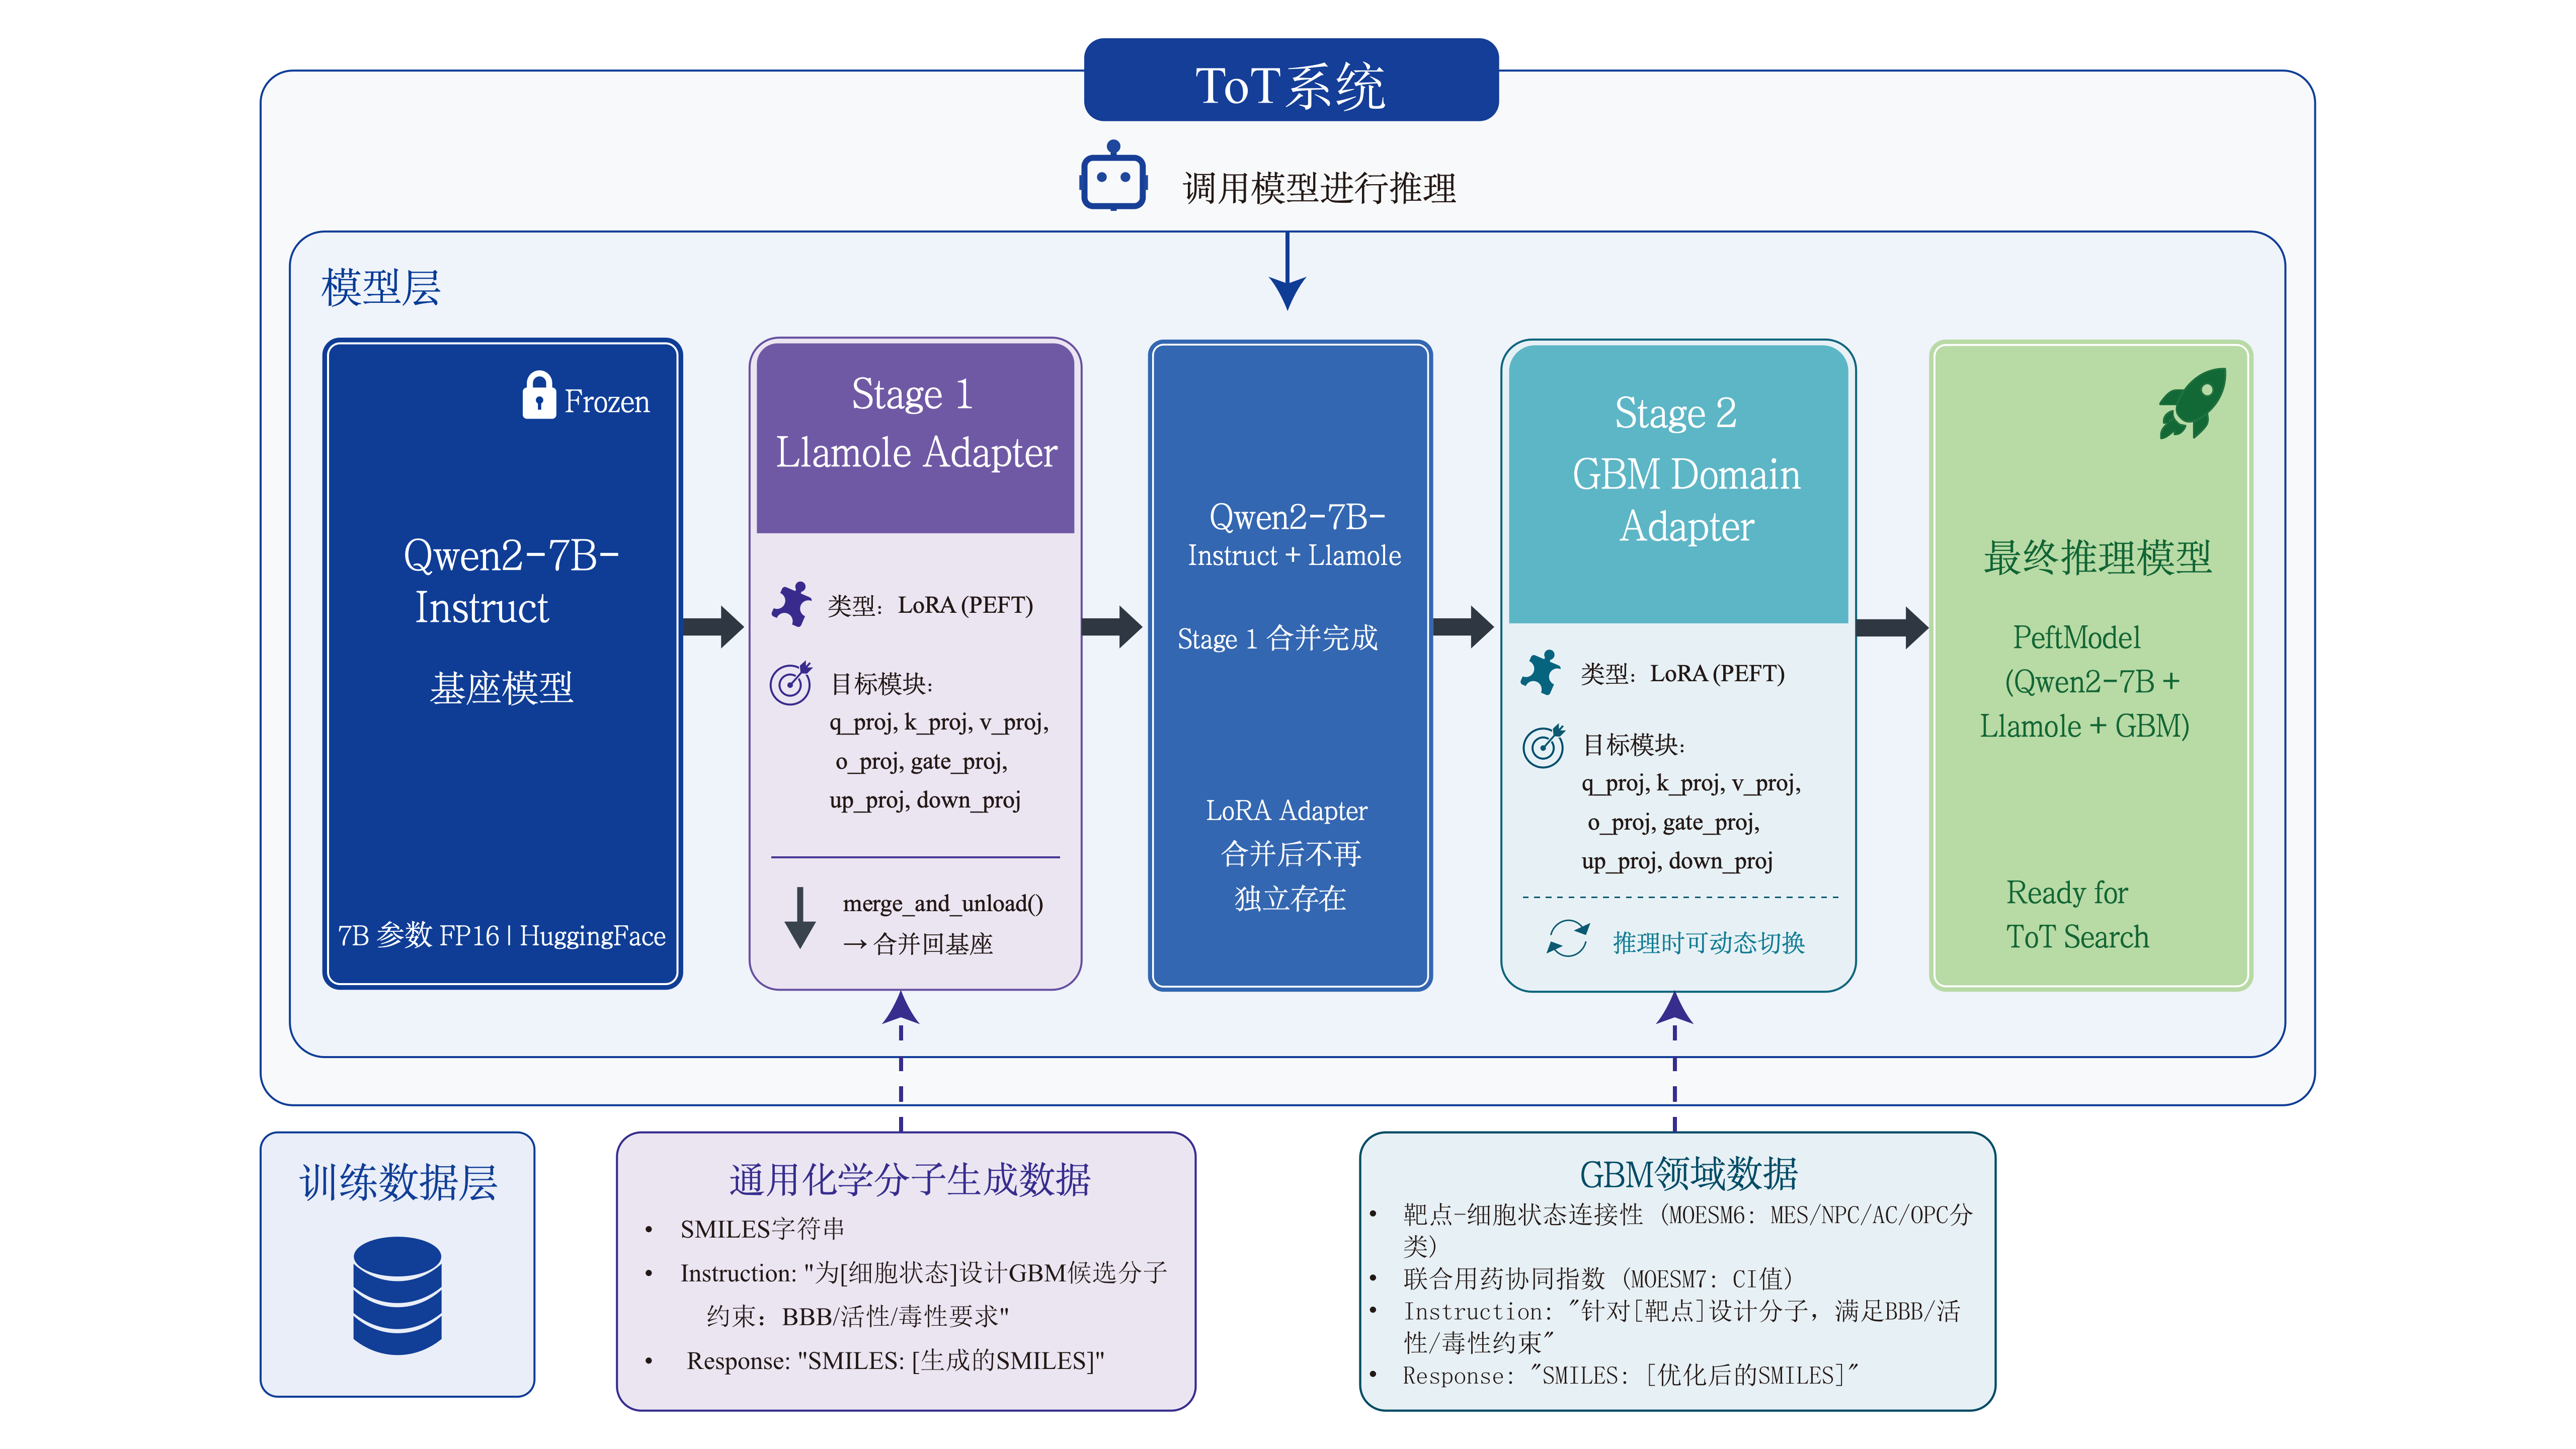 ToT系统
调用模型进行推理
模型层
Frozen
Qwen2-7B-
Instruct
基座模型
7B 参数 FP16 | HuggingFace
Stage 1
Llamole Adapter
类型：LoRA (PEFT)
目标模块：
q_proj, k_proj, v_proj,
o_proj, gate_proj,
up_proj, down_proj
merge_and_unload()
→ 合并回基座
Qwen2-7B-
Instruct + Llamole
Stage 1 合并完成
LoRA Adapter
合并后不再
独立存在
Stage 2
GBM Domain
Adapter
类型：LoRA (PEFT)
目标模块：
q_proj, k_proj, v_proj,
o_proj, gate_proj,
up_proj, down_proj
推理时可动态切换
最终推理模型
PeftModel
(Qwen2-7B +
Llamole + GBM)
Ready for
ToT Search
训练数据层
通用化学分子生成数据
• SMILES字符串
• Instruction: "为[细胞状态]设计GBM候选分子
约束：BBB/活性/毒性要求"
• Response: "SMILES: [生成的SMILES]"
GBM领域数据
• 靶点-细胞状态连接性 (MOESM6: MES/NPC/AC/OPC分
类)
• 联合用药协同指数 (MOESM7: CI值)
• Instruction: "针对[靶点]设计分子，满足BBB/活
性/毒性约束"
• Response: "SMILES: [优化后的SMILES]"